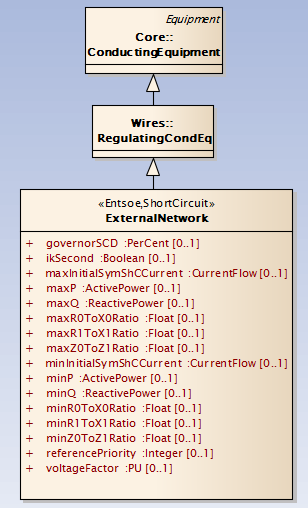 Equipment
Core::
ConductingEquipment
Wires::
RegulatingCondEq
«Entsoe,ShortCircuit»
ExternalNetwork
+ governorSCD :PerCent [0..1]
+ ikSecond :Boolean [0..1]
+ maxInitialSymShCCurrent :CurrentFlow [0..1]
+ maxP :ActivePower [0..1]
+ maxQ :ReactivePower [0..1]
+ maxR0ToX0Ratio :Float [0..1]
+ maxR1ToX1Ratio :Float [0..1]
+ maxZ0ToZ1Ratio :Float [0..1]
+ minInitialSymShCCurrent :CurrentFlow [0..1]
+ minP :ActivePower [0..1]
+ minQ :ReactivePower [0..1]
+ minR0ToX0Ratio :Float [0..1]
+ minR1ToX1Ratio :Float [0..1]
+ minZ0ToZ1Ratio :Float [0..1]
+ referencePriority :Integer [0..1]
+ voltageFactor :PU [0..1]